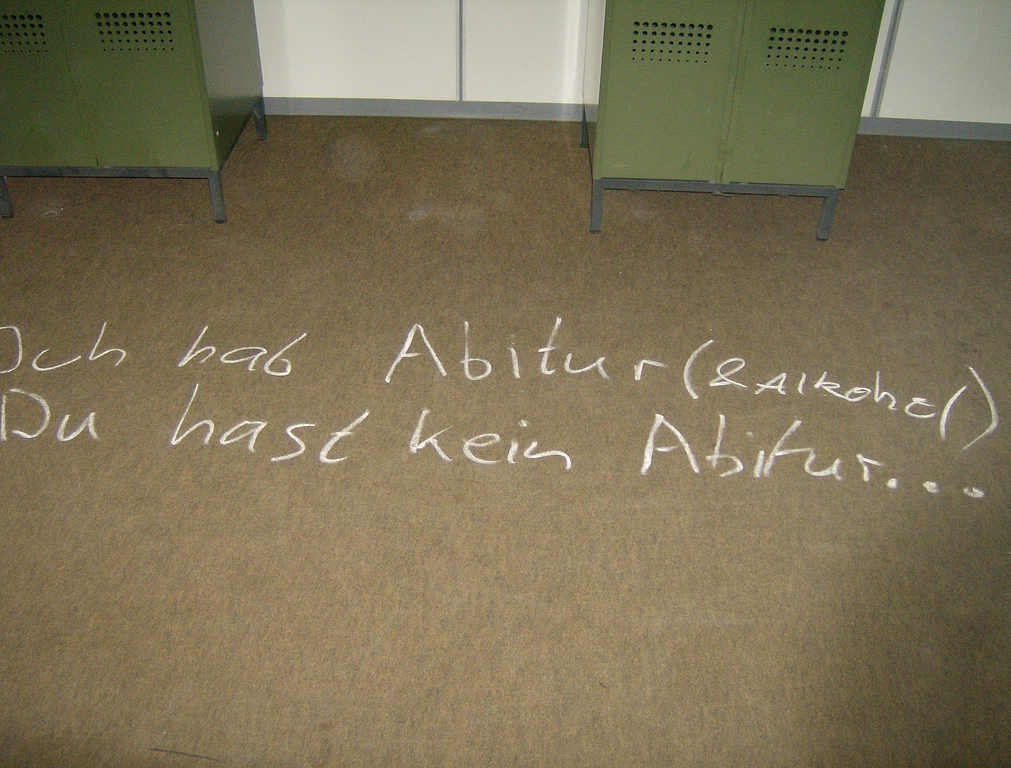 Ich hab Abitur (& Alkohol)
Du hast kein Abitur...